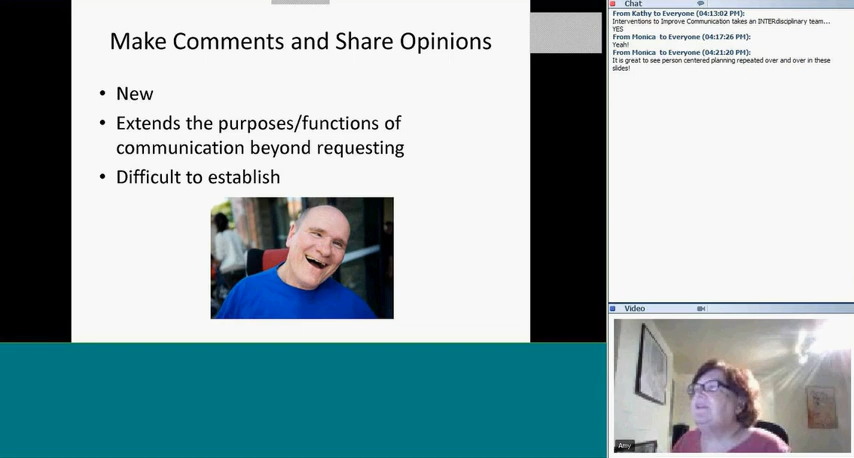 Make Comments and Share Opinions
• New
• Extends the purposes/functions of
communication beyond requesting
• Difficult to establish
Chat
From Kathy to Everyone (04:13:02 PM):
Interventions to Improve Communication takes an INTERdisciplinary team...
YES
From Monica to Everyone (04:17:26 PM):
Yeah!
From Monica to Everyone (04:21:20 PM):
It is great to see person centered planning repeated over and over in these
slides!
Video
Amy